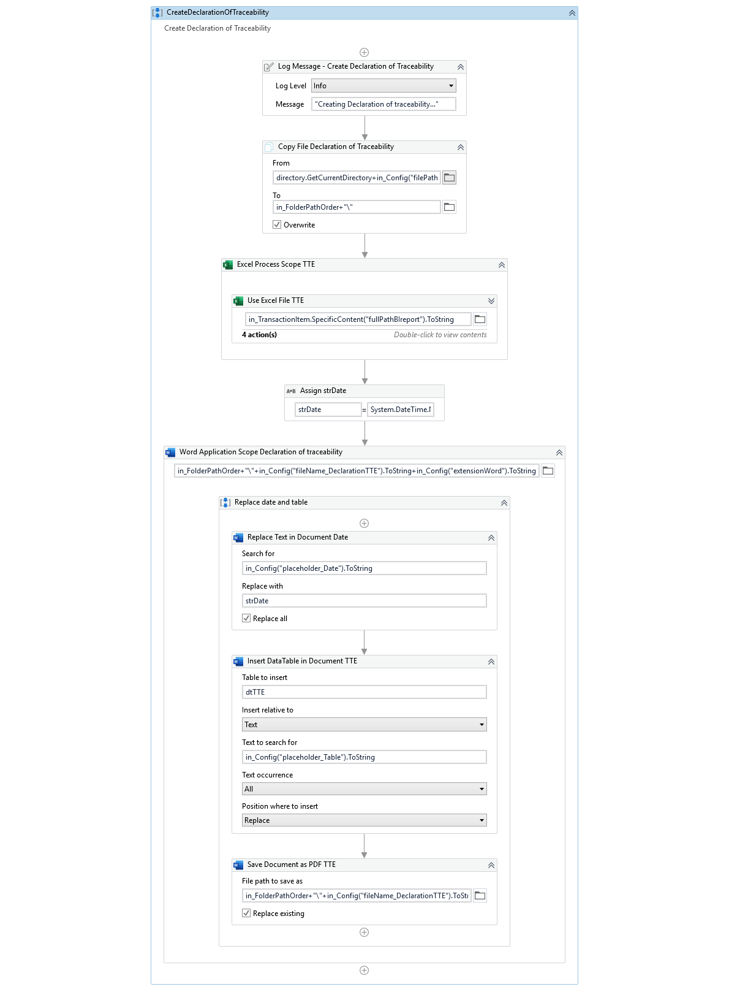 CreateDeclarationOfTraceability
Create Declaration of Traceability
Log Message - Create Declaration of Traceability
Log Level Info
Message "Creating Declaration of traceability..."
Copy File Declaration of Traceability
From
directory.GetCurrentDirectory+in_Config("filePath
To
in_FolderPathOrder+"\"
Overwrite
Excel Process Scope TTE
Use Excel File TTE
in_TransactionItem.SpecificContent("fullPathBIreport").ToString
4 action(s) Double-click to view contents
A+B Assign strDate
strDate = System.DateTime.
Word Application Scope Declaration of traceability
in_FolderPathOrder+"\"+in_Config("fileName_DeclarationTTE").ToString+in_Config("extensionWord").ToString
Replace date and table
Replace Text in Document Date
Search for
in_Config("placeholder_Date").ToString
Replace with
strDate
Replace all
Insert DataTable in Document TTE
Table to insert
dtTTE
Insert relative to
Text
Text to search for
in_Config("placeholder_Table").ToString
Text occurrence
All
Position where to insert
Replace
Save Document as PDF TTE
File path to save as
in_FolderPathOrder+"\"+in_Config("fileName_DeclarationTTE").ToStri
Replace existing